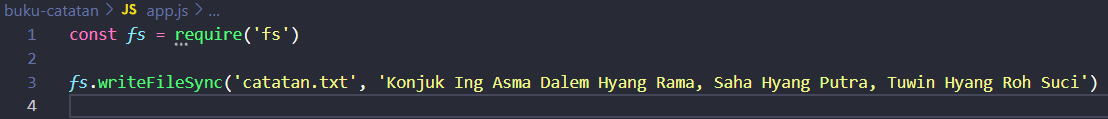 buku-catatan > JS app.js > ...
1 const fs = require('fs')
2
3 fs.writeFileSync('catatan.txt', 'Konjuk Ing Asma Dalem Hyang Rama, Saha Hyang Putra, Tuwin Hyang Roh Suci')
4